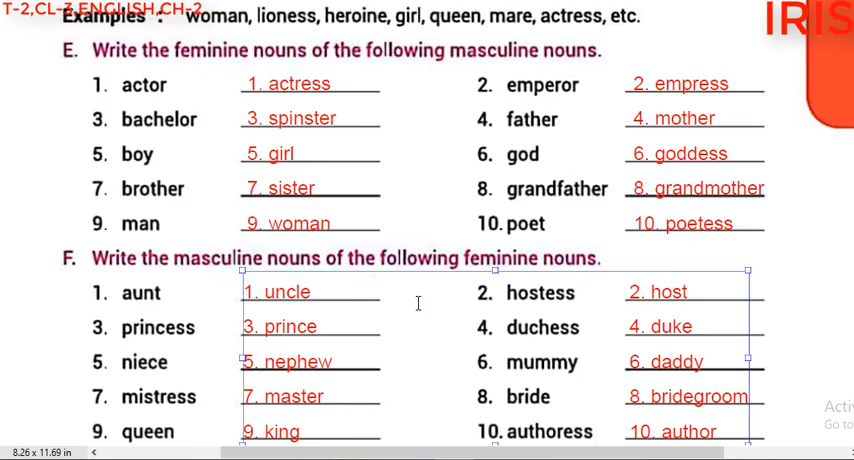 T-2,CL-3,ENGLISH,CH-2
IRIS
Examples : woman, lioness, heroine, girl, queen, mare, actress, etc.
E. Write the feminine nouns of the following masculine nouns.
1. actor 1. actress 2. emperor 2. empress
3. bachelor 3. spinster 4. father 4. mother
5. boy 5. girl 6. god 6. goddess
7. brother 7. sister 8. grandfather 8. grandmother
9. man 9. woman 10. poet 10. poetess
F. Write the masculine nouns of the following feminine nouns.
1. aunt 1. uncle 2. hostess 2. host
3. princess 3. prince 4. duchess 4. duke
5. niece 5. nephew 6. mummy 6. daddy
7. mistress 7. master 8. bride 8. bridegroom
9. queen 9. king 10. authoress 10. author
Activ
Go to
8.26 x 11.69 in